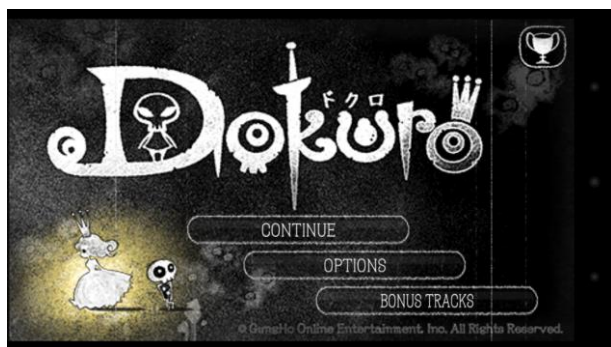 ドクロ
Dokuro
CONTINUE
OPTIONS
BONUS TRACKS
© GungHo Online Entertainment, Inc. All Rights Reserved.